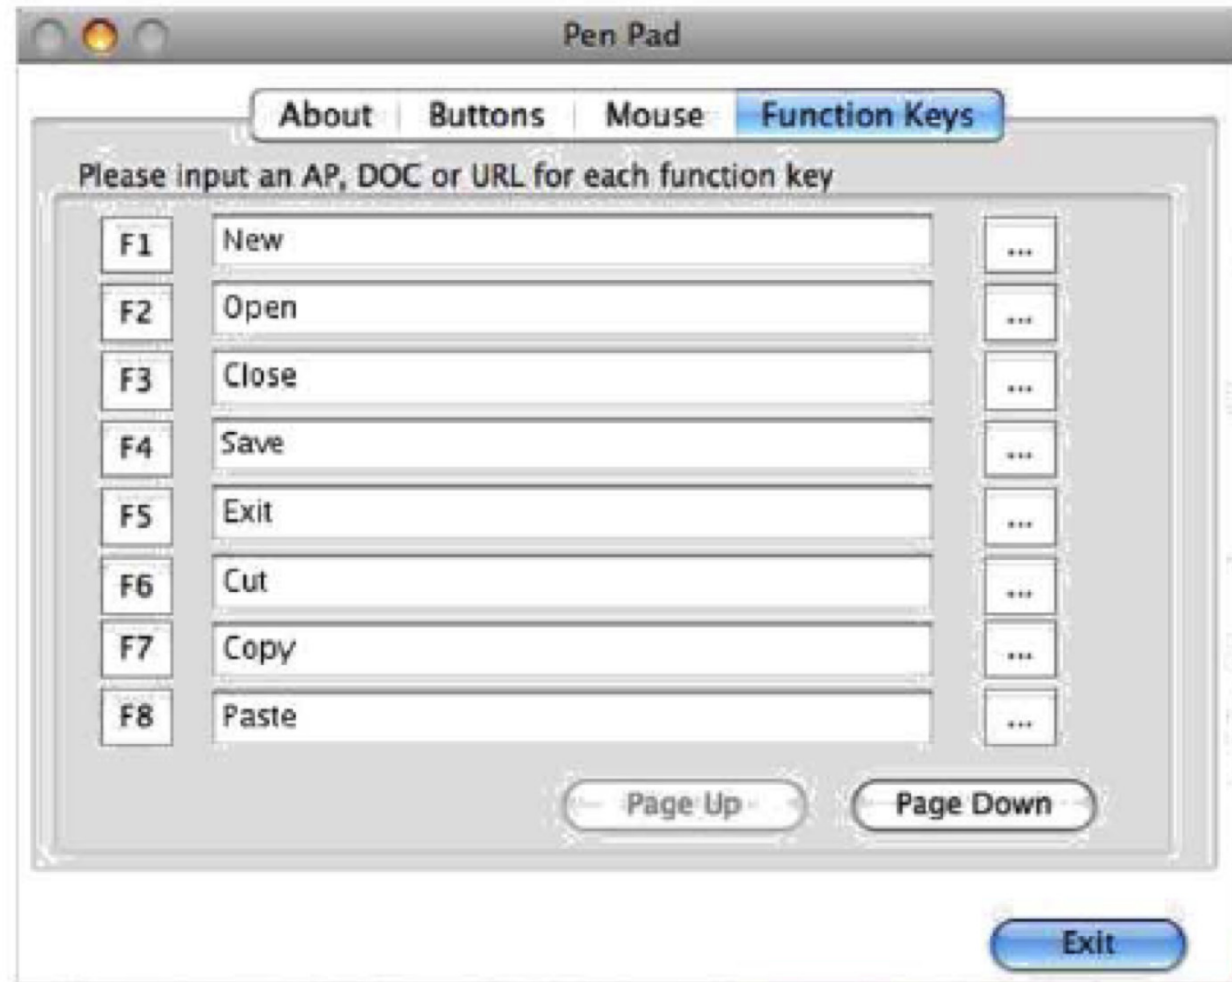 Pen Pad
About Buttons Mouse Function Keys
Please input an AP, DOC or URL for each function key
F1 New ...
F2 Open ...
F3 Close ...
F4 Save ...
F5 Exit ...
F6 Cut ...
F7 Copy ...
F8 Paste ...
Page Up Page Down
Exit